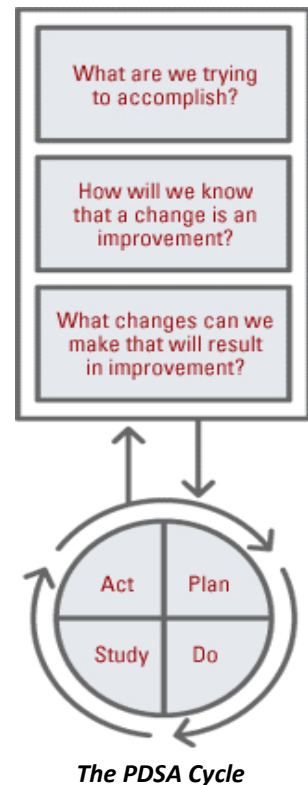 What are we trying
to accomplish?
How will we know
that a change is an
improvement?
What changes can we
make that will result
in improvement?
Act
Plan
Study
Do
The PDSA Cycle